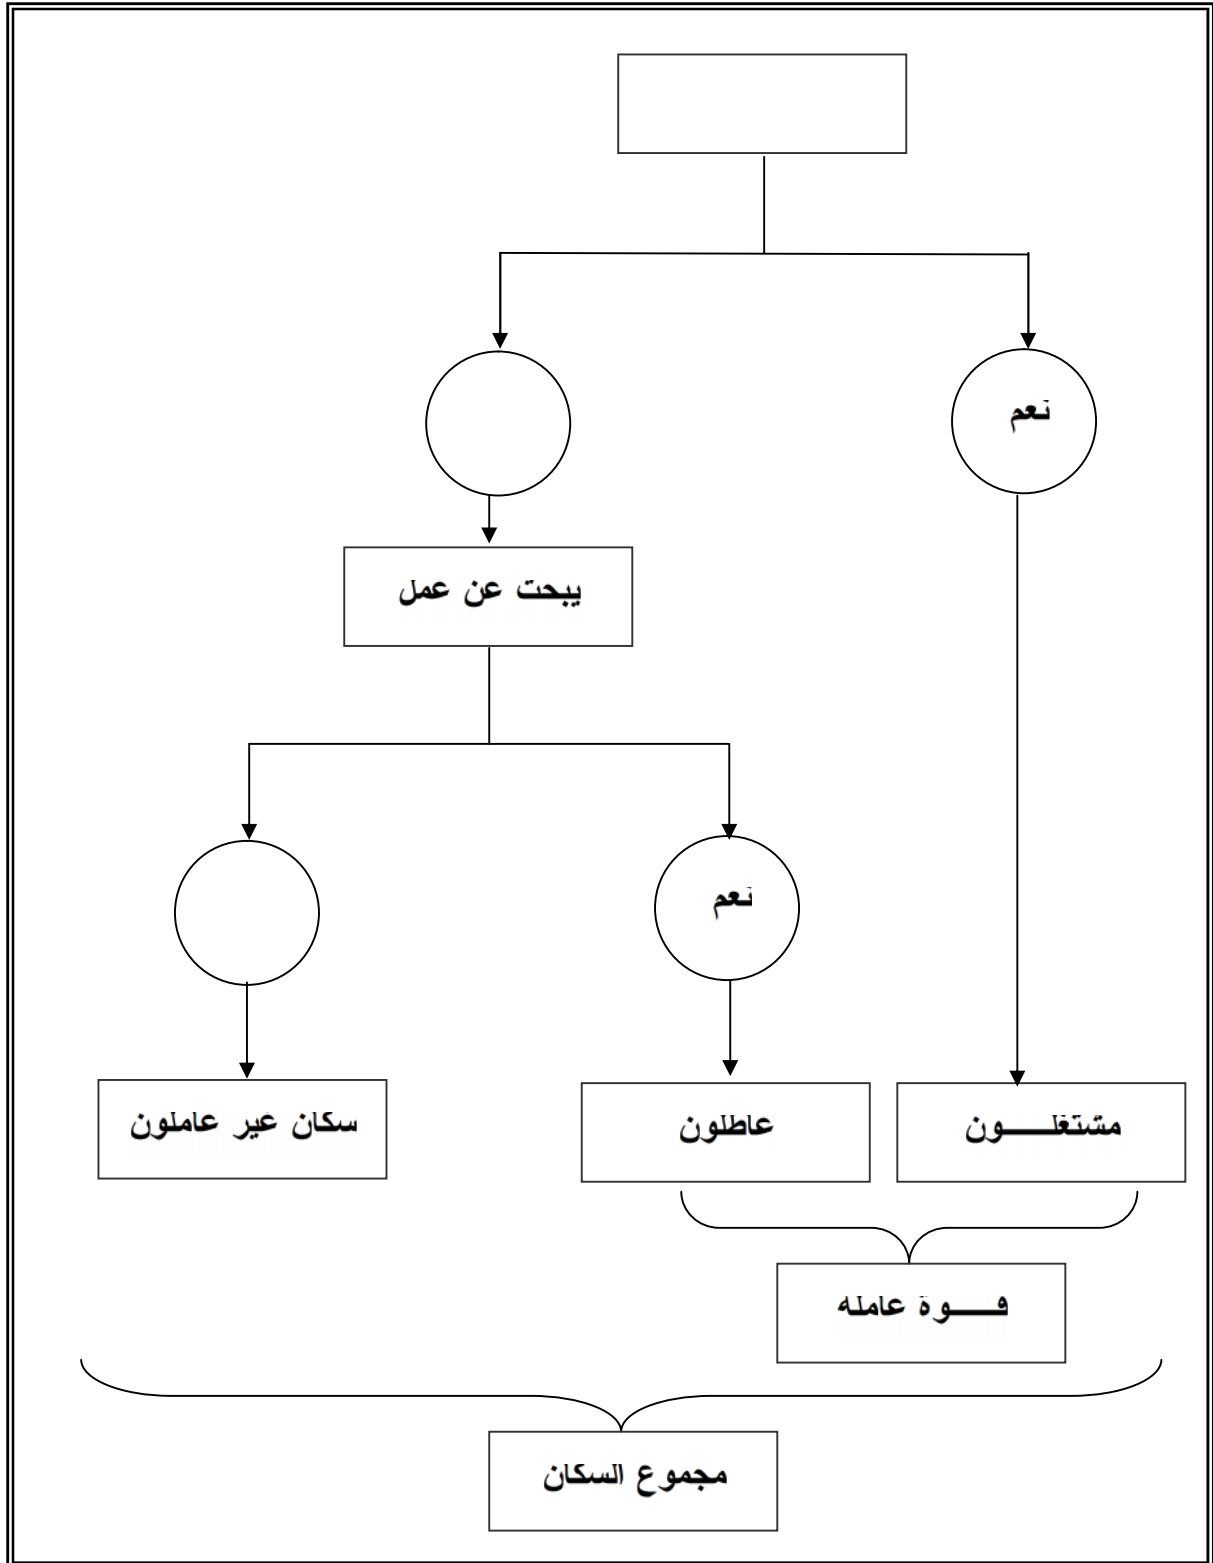 نعم
يبحث عن عمل
نعم
سكان غير عاملون
عاطلون
مشتغلـــــون
قـــــوة عامله
مجموع السكان